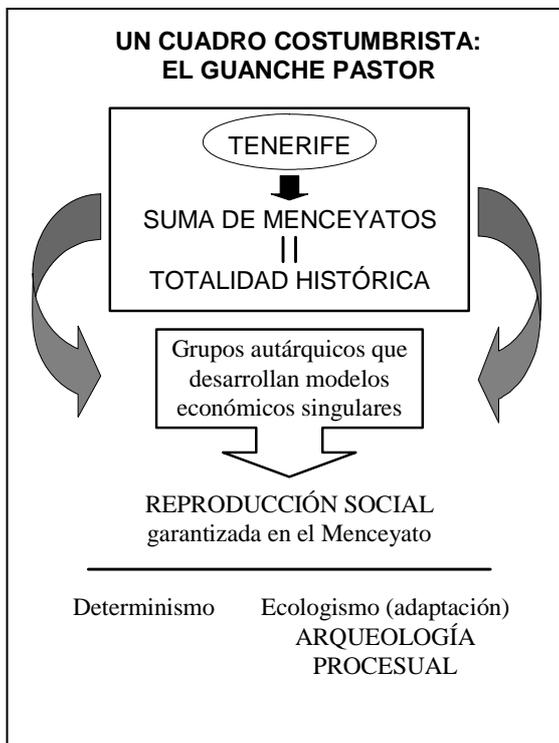 UN CUADRO COSTUMBRISTA:
EL GUANCHE PASTOR
TENERIFE
SUMA DE MENCEYATOS
TOTALIDAD HISTÓRICA
Grupos autárquicos que
desarrollan modelos
económicos singulares
REPRODUCCIÓN SOCIAL
garantizada en el Menceyato
Determinismo Ecologismo (adaptación)
ARQUEOLOGÍA
PROCESUAL